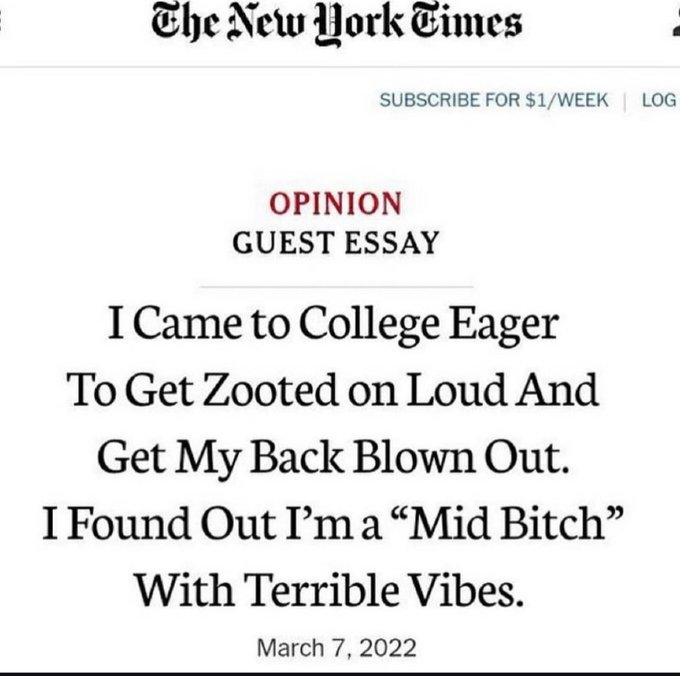 The New York Times
SUBSCRIBE FOR $1/WEEK | LOG
OPINION
GUEST ESSAY
I Came to College Eager
To Get Zooted on Loud And
Get My Back Blown Out.
I Found Out I'm a “Mid Bitch”
With Terrible Vibes.
March 7, 2022